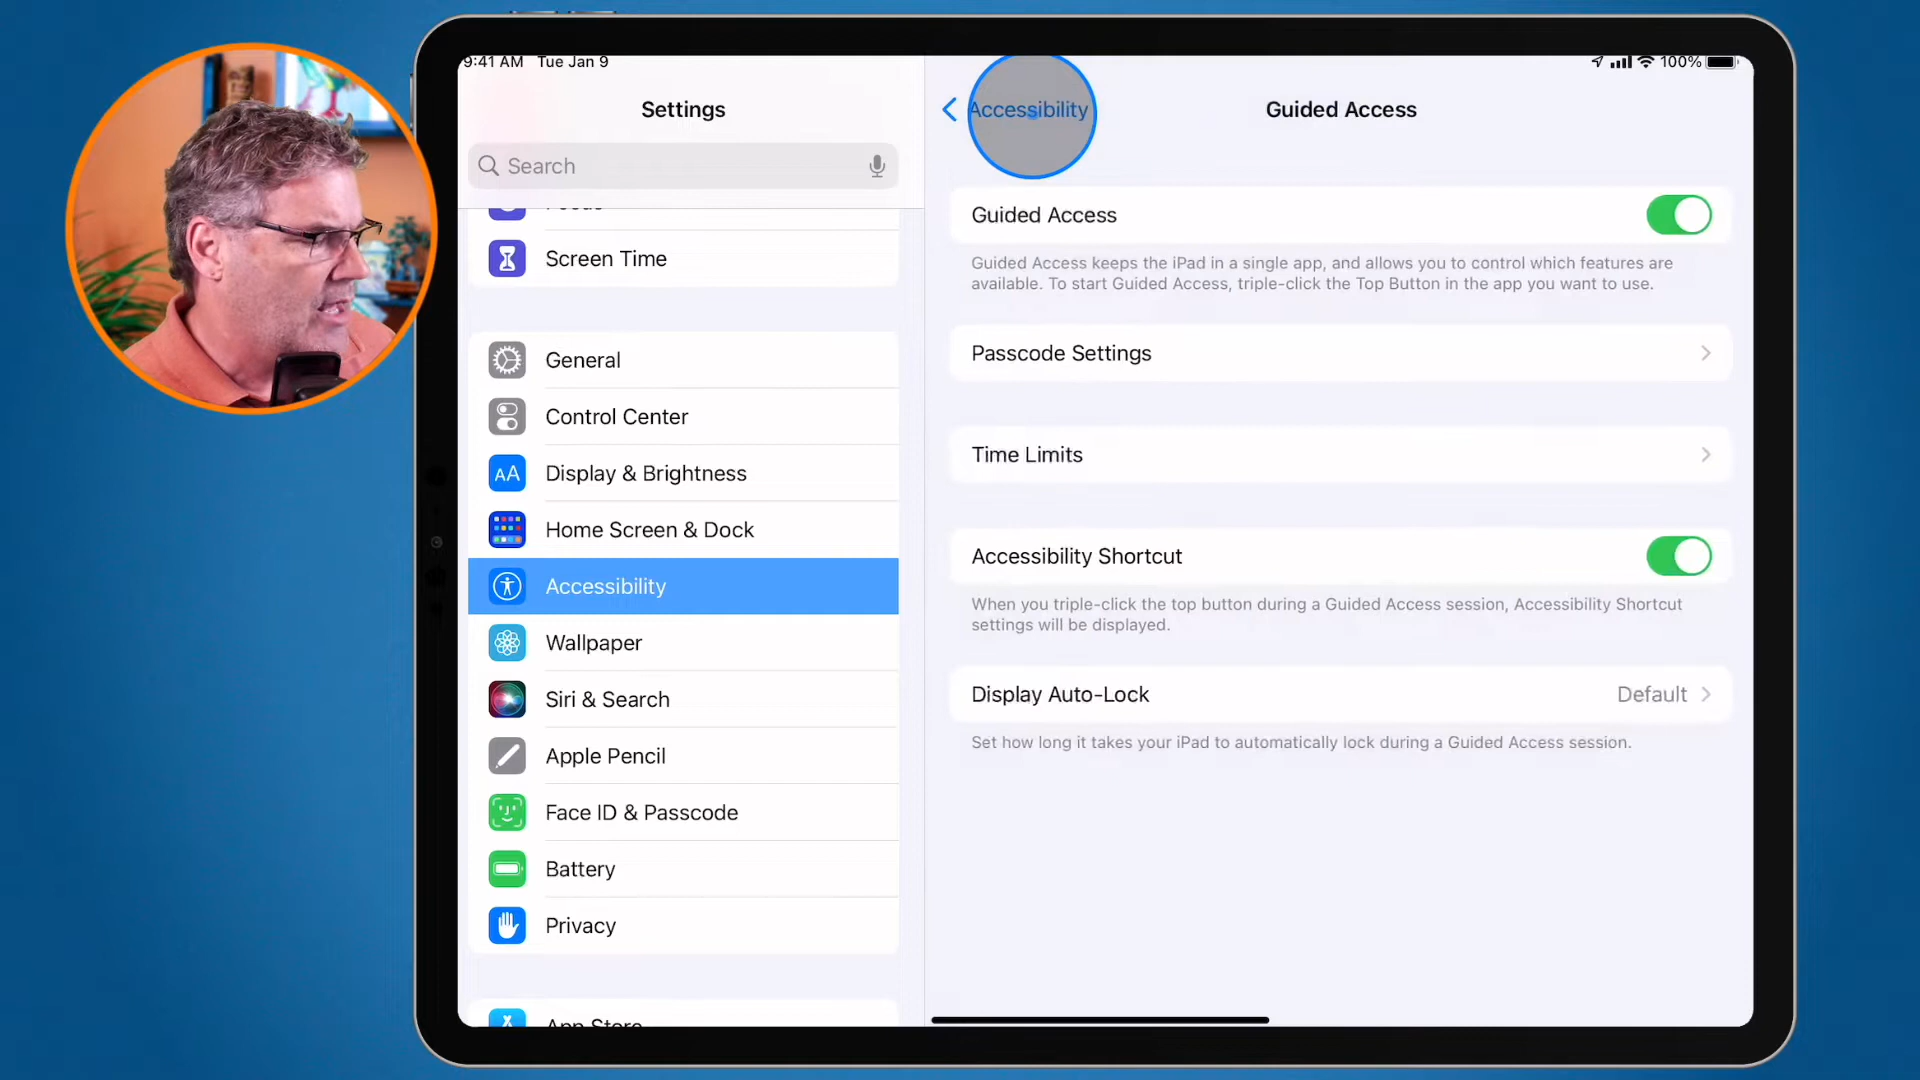 9:41 AM Tue Jan 9
100%
Settings
Search
Focus
Screen Time
General
Control Center
AA
Display & Brightness
Home Screen & Dock
Accessibility
Wallpaper
Siri & Search
Apple Pencil
Face ID & Passcode
Battery
Privacy
App Store
Accessibility
Guided Access
Guided Access
Guided Access keeps the iPad in a single app, and allows you to control which features are
available. To start Guided Access, triple-click the Top Button in the app you want to use.
Passcode Settings
Time Limits
Accessibility Shortcut
When you triple-click the top button during a Guided Access session, Accessibility Shortcut
settings will be displayed.
Display Auto-Lock Default
Set how long it takes your iPad to automatically lock during a Guided Access session.